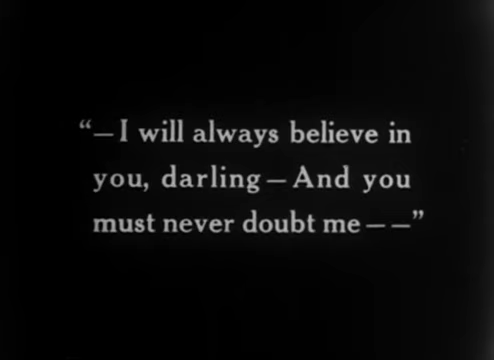 “—I will always believe in
you, darling—And you
must never doubt me——”